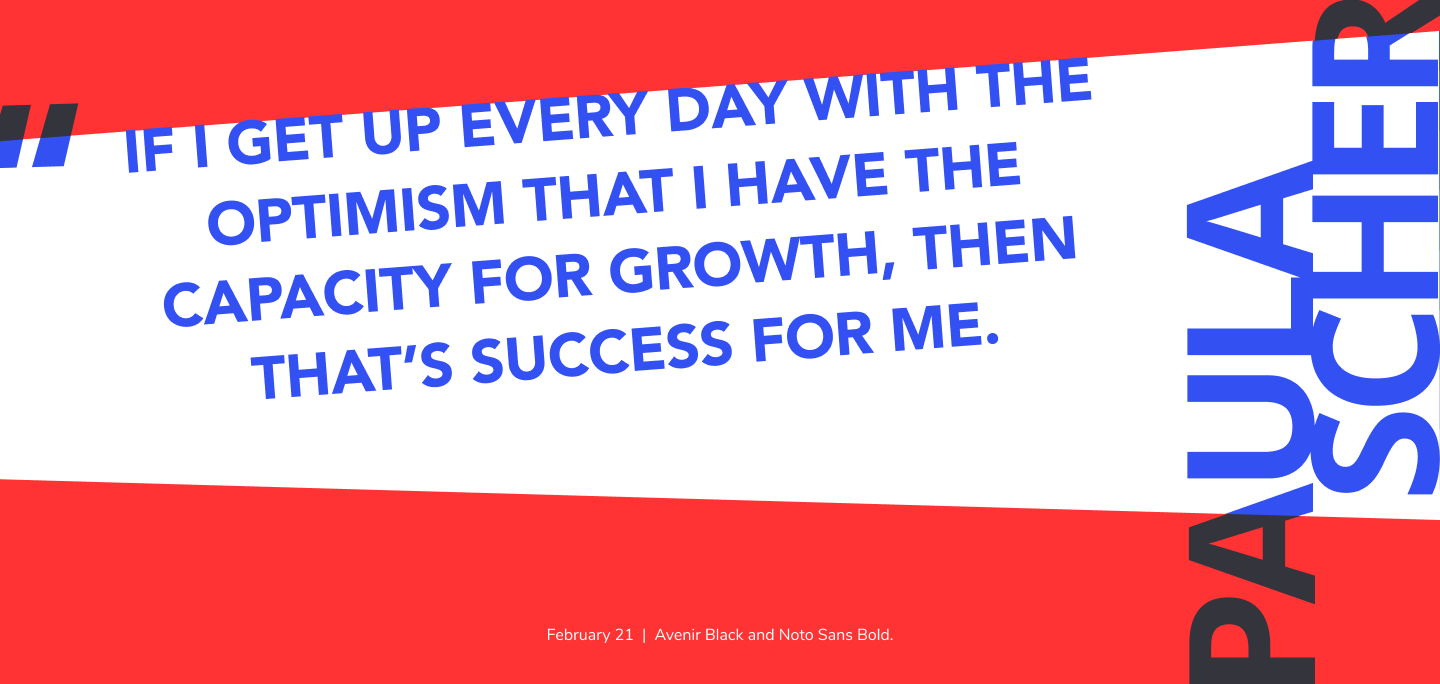 “
IF I GET UP EVERY DAY WITH THE
OPTIMISM THAT I HAVE THE
CAPACITY FOR GROWTH, THEN
THAT’S SUCCESS FOR ME.
PAULA
SCHER
February 21 | Avenir Black and Noto Sans Bold.